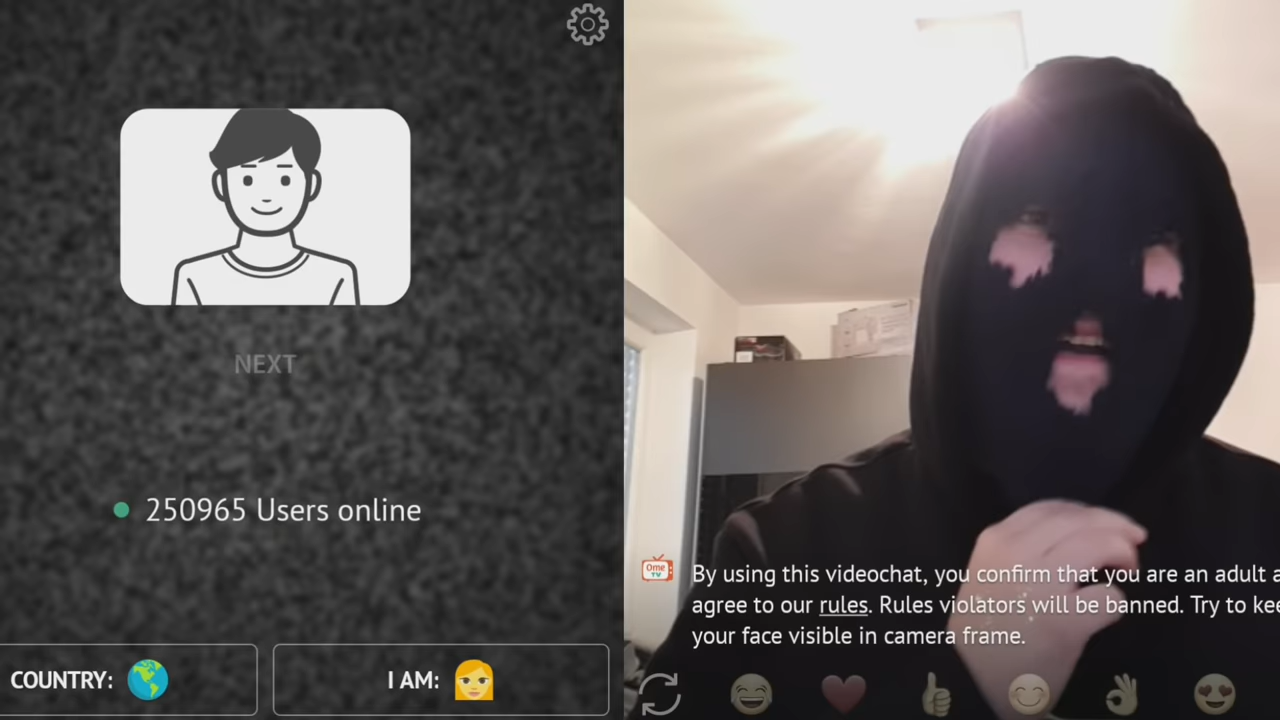 NEXT
250965 Users online
COUNTRY:
I AM:
Ome
TV
By using this videochat, you confirm that you are an adult a
agree to our rules. Rules violators will be banned. Try to kee
your face visible in camera frame.